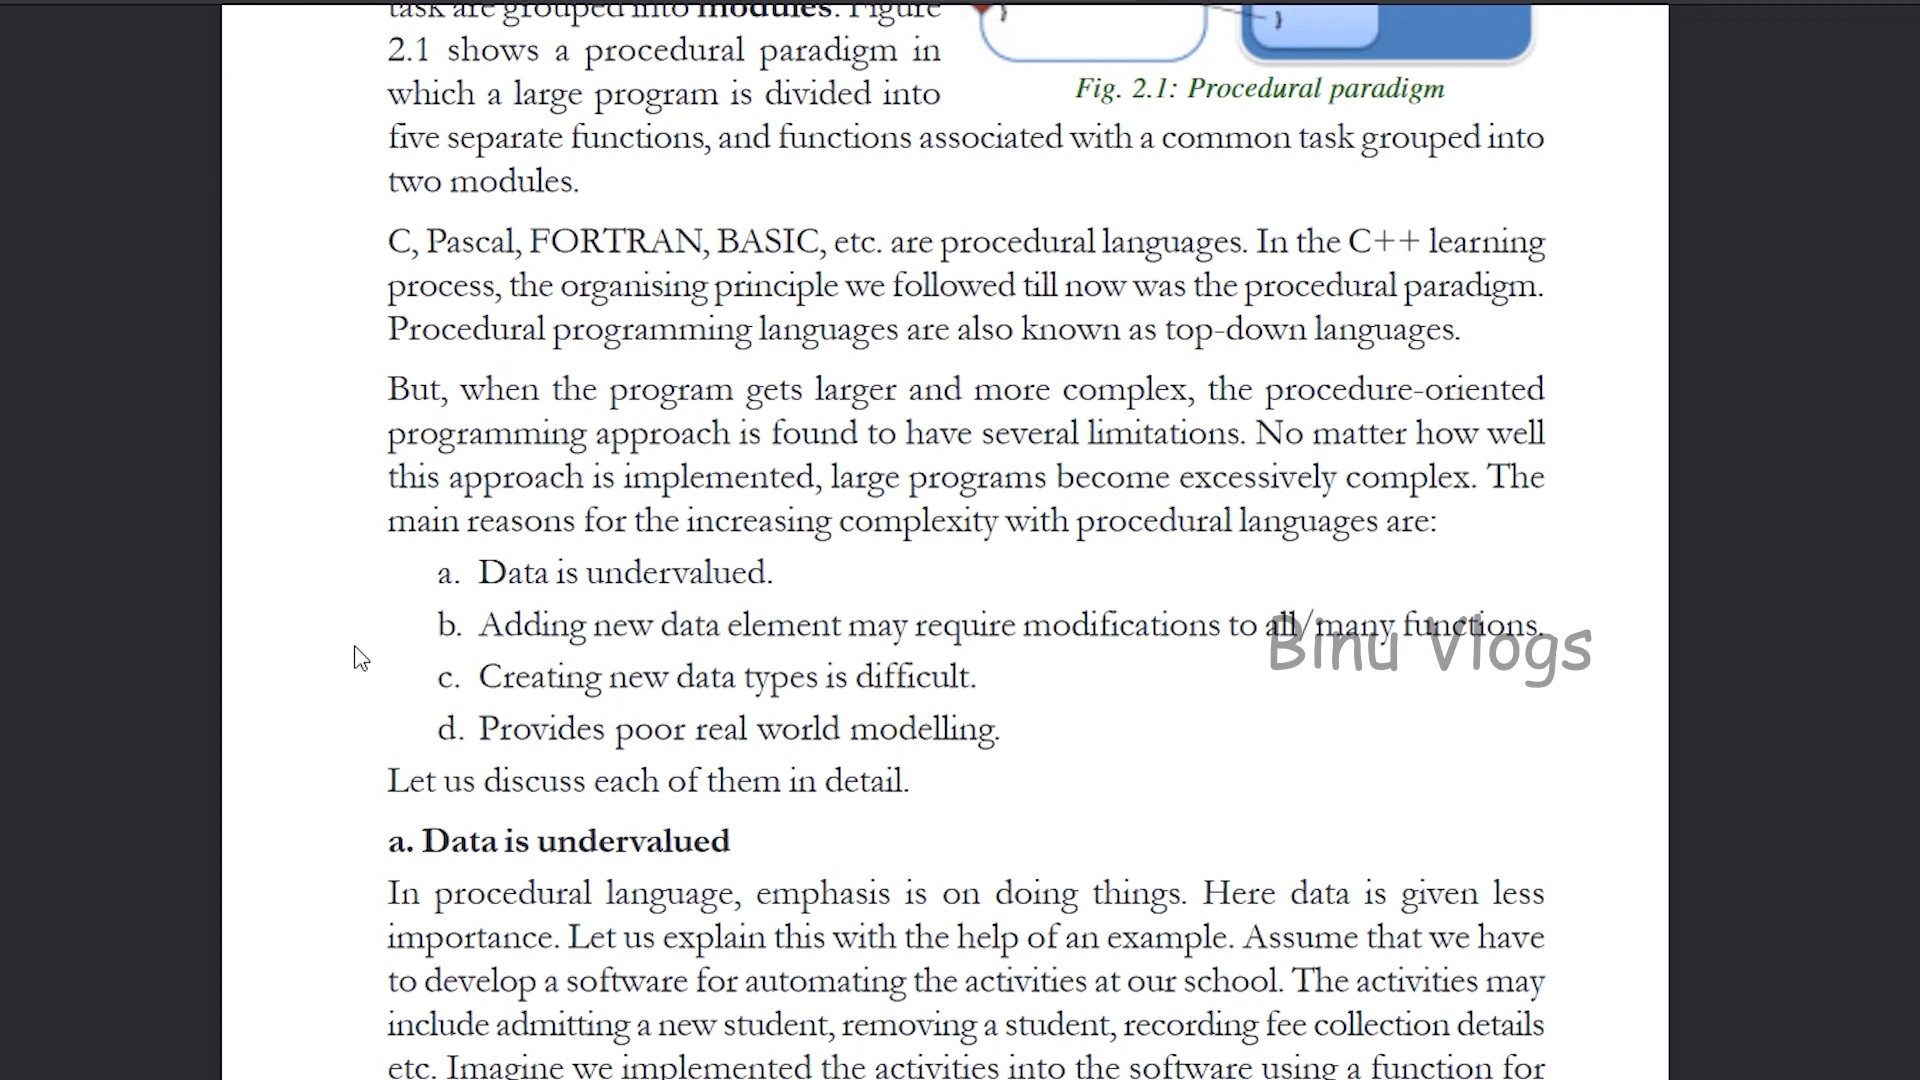 task are grouped into modules. Figure
}
}
2.1 shows a procedural paradigm in
which a large program is divided into
Fig. 2.1: Procedural paradigm
five separate functions, and functions associated with a common task grouped into
two modules.
C, Pascal, FORTRAN, BASIC, etc. are procedural languages. In the C++ learning
process, the organising principle we followed till now was the procedural paradigm.
Procedural programming languages are also known as top-down languages.
But, when the program gets larger and more complex, the procedure-oriented
programming approach is found to have several limitations. No matter how well
this approach is implemented, large programs become excessively complex. The
main reasons for the increasing complexity with procedural languages are:
a. Data is undervalued.
b. Adding new data element may require modifications to all/many functions.
Binu Vlogs
c. Creating new data types is difficult.
d. Provides poor real world modelling.
Let us discuss each of them in detail.
a. Data is undervalued
In procedural language, emphasis is on doing things. Here data is given less
importance. Let us explain this with the help of an example. Assume that we have
to develop a software for automating the activities at our school. The activities may
include admitting a new student, removing a student, recording fee collection details
etc. Imagine we implemented the activities into the software using a function for